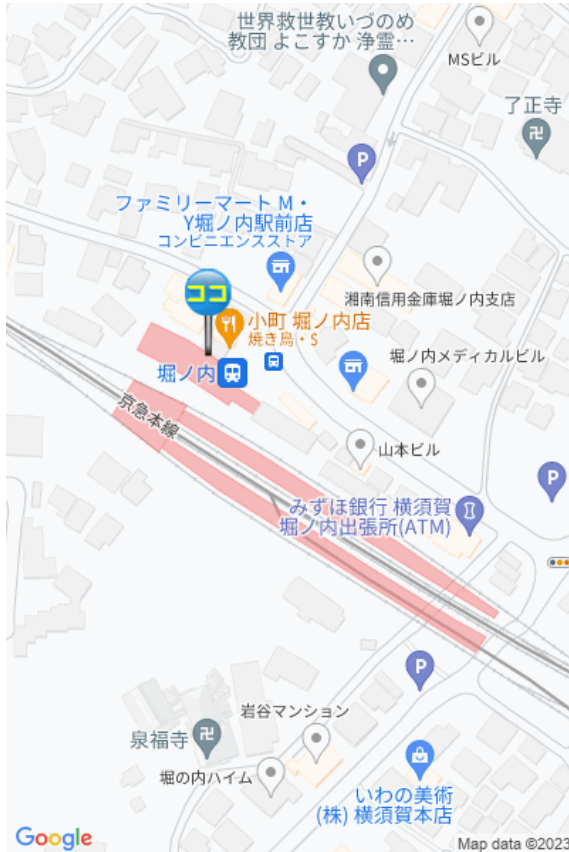 世界救世教いづのめ
教団 よこすか 浄霊…
MSビル
了正寺
P
ファミリーマート M・
Y堀ノ内駅前店
コンビニエンスストア
湘南信用金庫堀ノ内支店
ココ
小町 堀ノ内店
焼き鳥・$
堀ノ内
堀ノ内メディカルビル
京急本線
山本ビル
みずほ銀行 横須賀
堀ノ内出張所(ATM)
P
P
岩谷マンション
泉福寺
堀の内ハイム
いわの美術
(株) 横須賀本店
Google
Map data ©2023